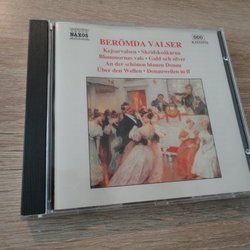 NAXOS
DDD
BERÖMDA VALSER
Kejsarvalsen • Skridskoåkarna
Blommornas vals • Guld och silver
An der schönen blauen Donau
Über den Wellen • Donauwellen m fl